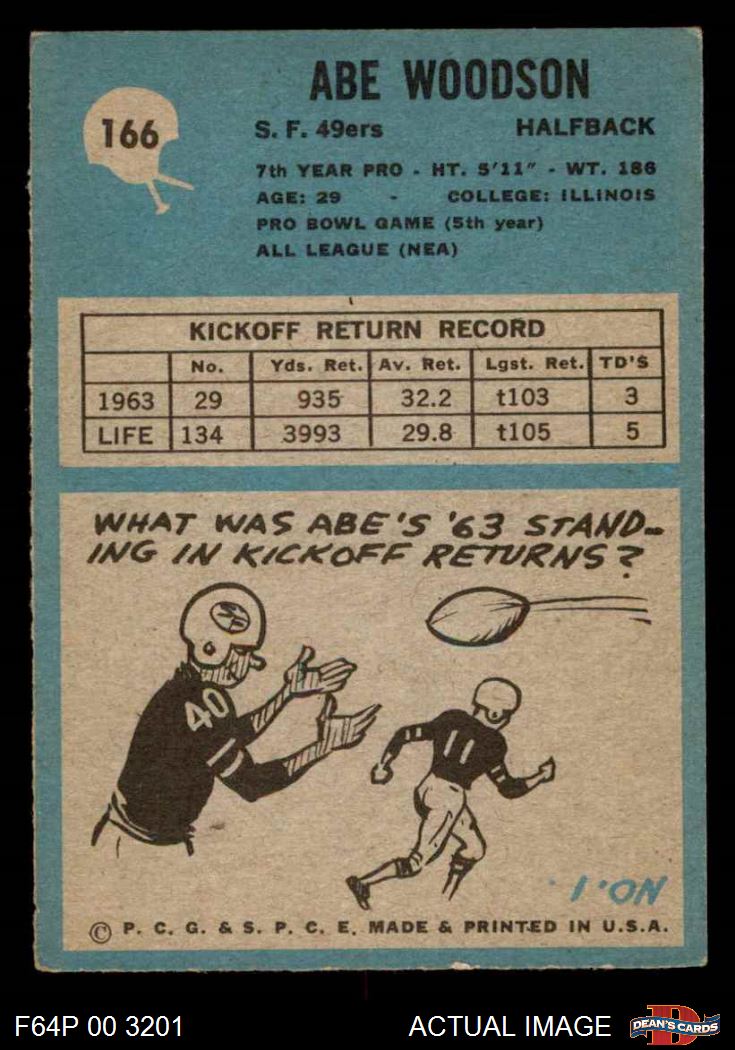 166
ABE WOODSON
S. F. 49ers HALFBACK
7th YEAR PRO - HT. 5'11" - WT. 186
AGE: 29 - COLLEGE: ILLINOIS
PRO BOWL GAME (5th year)
ALL LEAGUE (NEA)
KICKOFF RETURN RECORD
No. Yds. Ret. Av. Ret. Lgst. Ret. TD'S
1963 29 935 32.2 t103 3
LIFE 134 3993 29.8 t105 5
WHAT WAS ABE'S '63 STAND-
ING IN KICKOFF RETURNS?
40
11
NO. 1
© P. C. G. & S. P. C. E. MADE & PRINTED IN U.S.A.
F64P 00 3201 ACTUAL IMAGE D DEAN'S CARDS